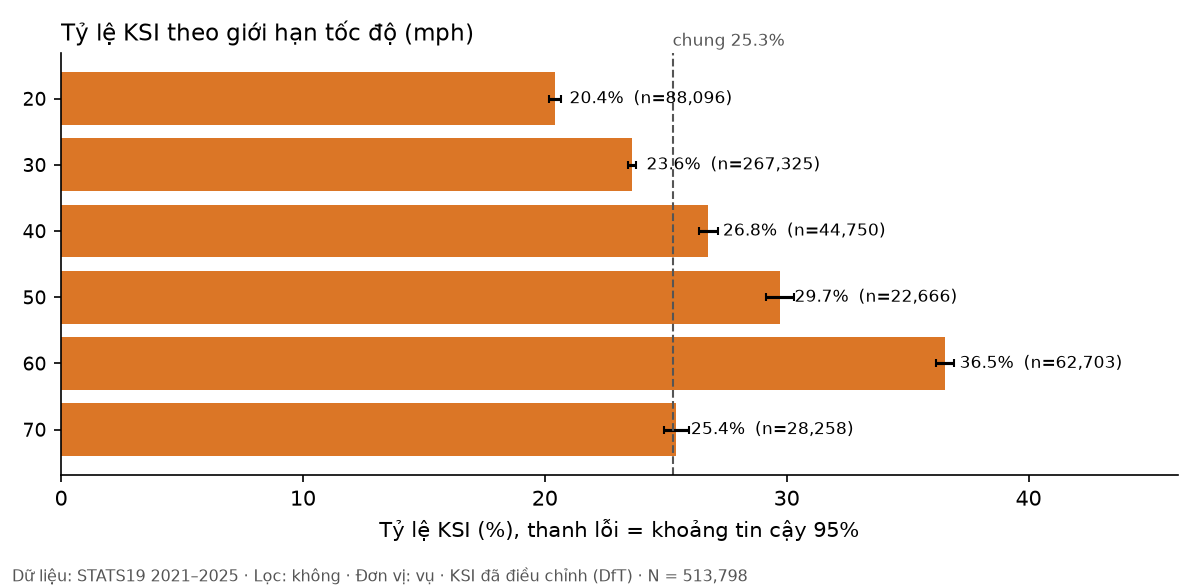 Tỷ lệ KSI theo giới hạn tốc độ (mph)
chung 25.3%
20
20.4% (n=88,096)
30
23.6% (n=267,325)
40
26.8% (n=44,750)
50
29.7% (n=22,666)
60
36.5% (n=62,703)
70
25.4% (n=28,258)
0 10 20 30 40
Tỷ lệ KSI (%), thanh lỗi = khoảng tin cậy 95%
Dữ liệu: STATS19 2021–2025 · Lọc: không · Đơn vị: vụ · KSI đã điều chỉnh (DfT) · N = 513,798